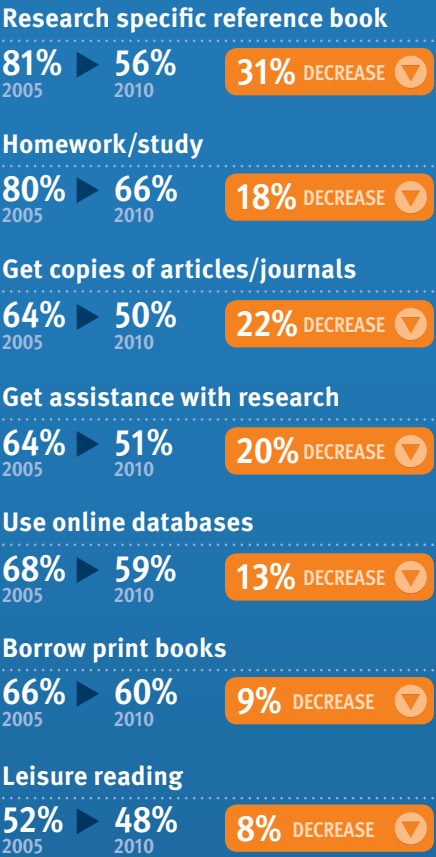 Research specific reference book
81% 56% 31% DECREASE
2005 2010
Homework/study
80% 66% 18% DECREASE
2005 2010
Get copies of articles/journals
64% 50% 22% DECREASE
2005 2010
Get assistance with research
64% 51% 20% DECREASE
2005 2010
Use online databases
68% 59% 13% DECREASE
2005 2010
Borrow print books
66% 60% 9% DECREASE
2005 2010
Leisure reading
52% 48% 8% DECREASE
2005 2010